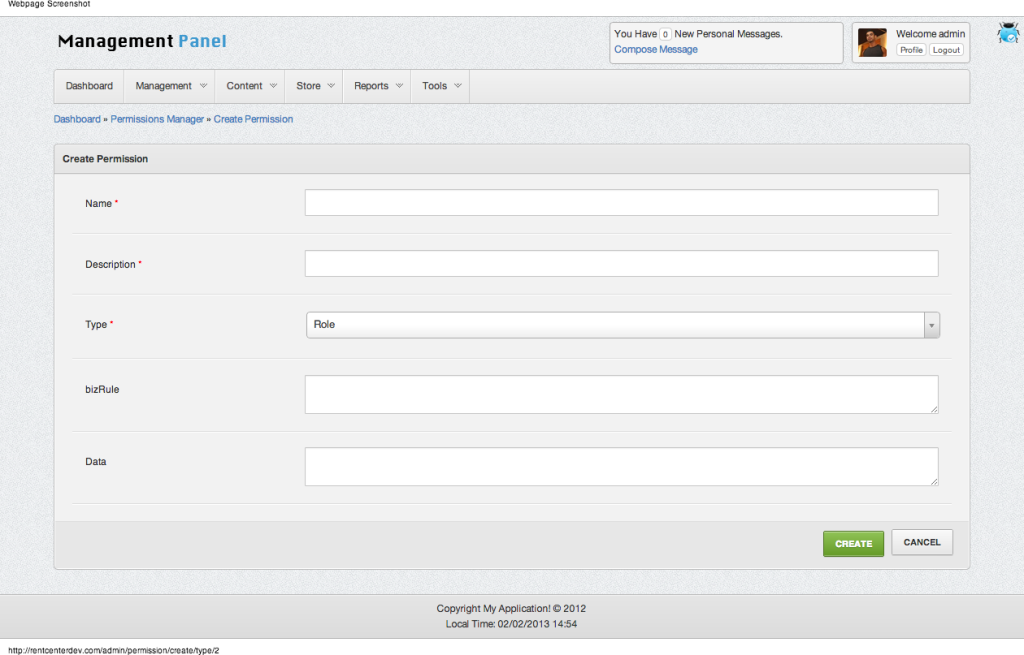 Webpage Screenshot
Management Panel
You Have 0 New Personal Messages.
Compose Message
Welcome admin
Profile Logout
Dashboard Management Content Store Reports Tools
Dashboard » Permissions Manager » Create Permission
Create Permission
Name *
Description *
Type * Role
bizRule
Data
CREATE CANCEL
Copyright My Application! © 2012
Local Time: 02/02/2013 14:54
http://rentcenterdev.com/admin/permission/create/type/2